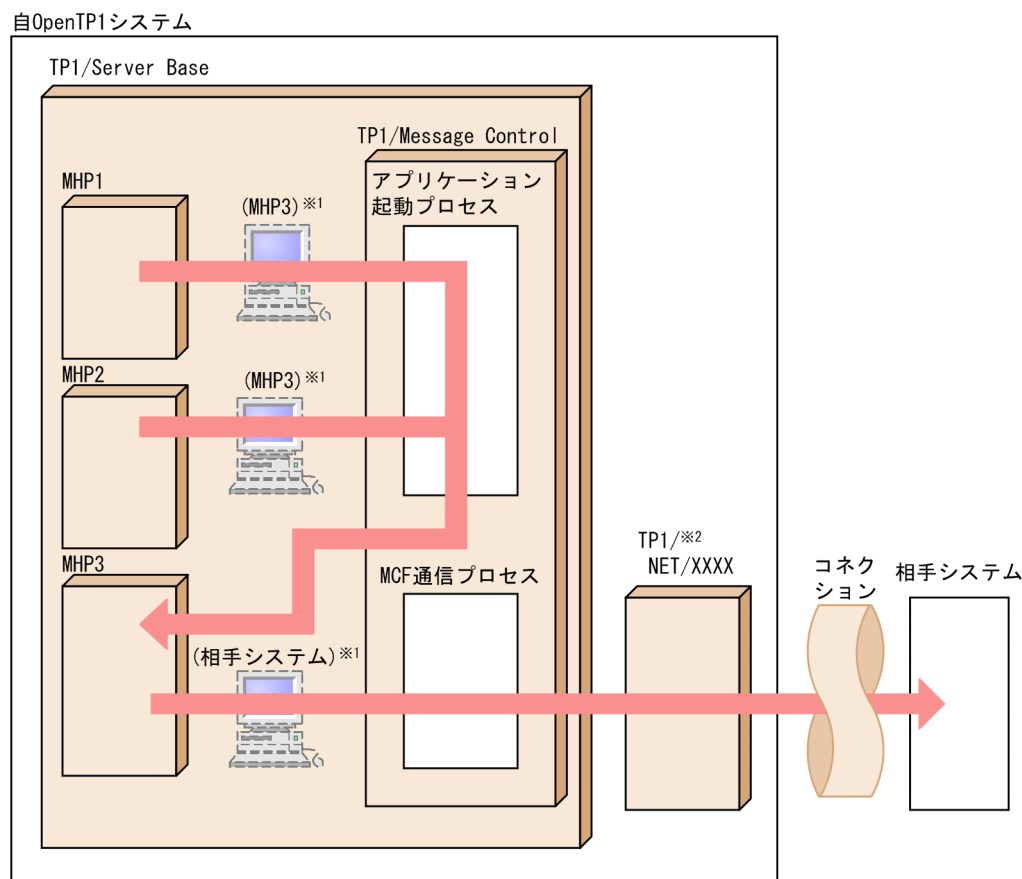 自OpenTP1システム
TP1/Server Base
TP1/Message Control
アプリケーション
起動プロセス
MHP1
(MHP3)※1
MHP2
(MHP3)※1
MHP3
MCF通信プロセス
(相手システム)※1
TP1/※2
NET/XXXX
コネク
ション
相手システム